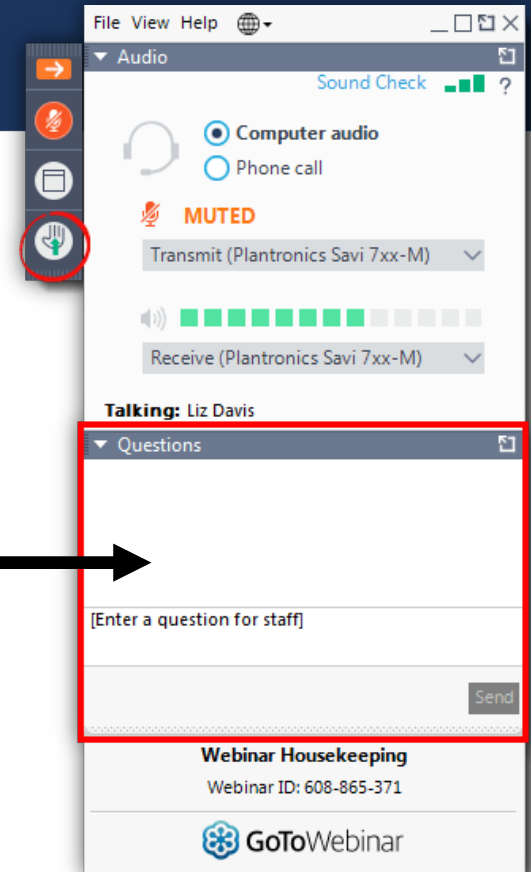 File View Help
Audio
Sound Check ?
Computer audio
Phone call
MUTED
Transmit (Plantronics Savi 7xx-M)
Receive (Plantronics Savi 7xx-M)
Talking: Liz Davis
Questions
[Enter a question for staff]
Send
Webinar Housekeeping
Webinar ID: 608-865-371
GoToWebinar